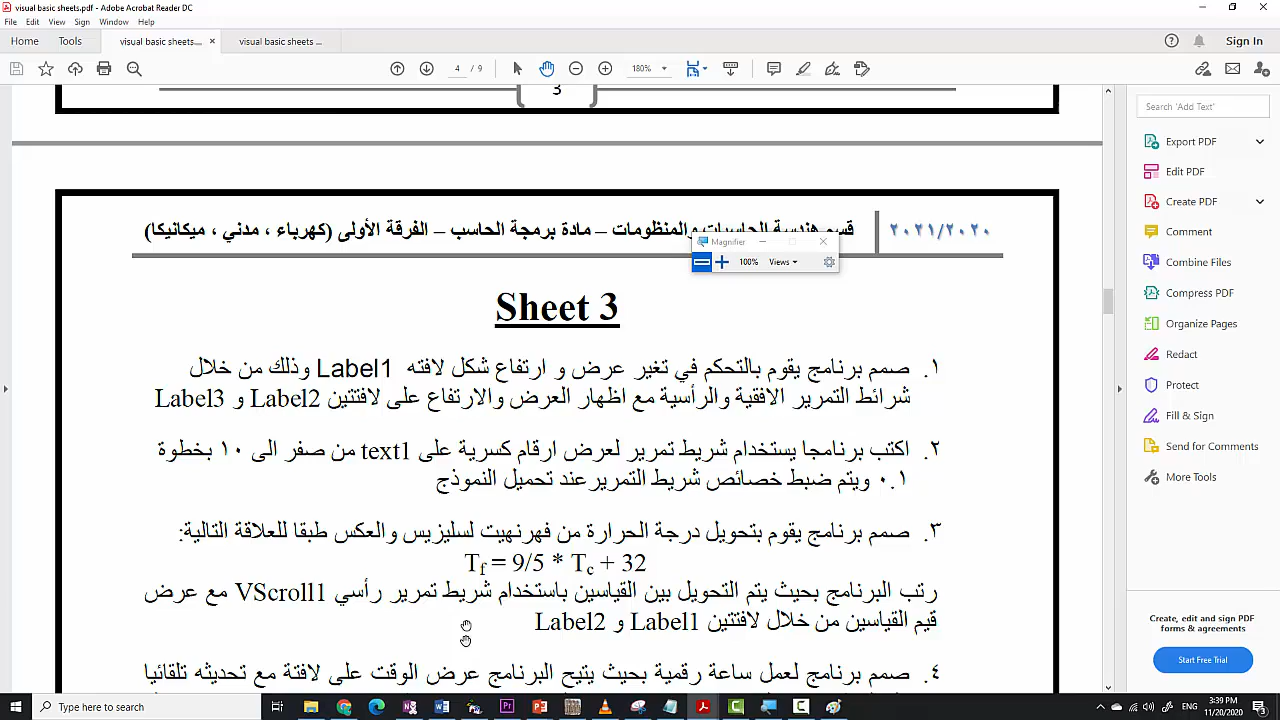 visual basic sheets.pdf - Adobe Acrobat Reader DC
File Edit View Sign Window Help
Home Tools visual basic sheets... × visual basic sheets ... Sign In
4 / 9 180%
3
Search 'Add Text'
Export PDF
Edit PDF
Create PDF
Comment
Combine Files
Compress PDF
Organize Pages
Redact
Protect
Fill & Sign
Send for Comments
More Tools
Create, edit and sign PDF
forms & agreements
Start Free Trial
٢٠٢١/٢٠٢٠ قسم هندسة الحاسبات والمنظومات – مادة برمجة الحاسب – الفرقة الأولى (كهرباء ، مدني ، ميكانيكا)
Magnifier
100% Views
Sheet 3
١. صمم برنامج يقوم بالتحكم في تغير عرض و ارتفاع شكل لافته Label1 وذلك من خلال
شرائط التمرير الافقية والرأسية مع اظهار العرض والارتفاع على لافتتين Label2 و Label3
٢. اكتب برنامجا يستخدام شريط تمرير لعرض ارقام كسرية على text1 من صفر الى ١٠ بخطوة
٠.١ ويتم ضبط خصائص شريط التمريرعند تحميل النموذج
٣. صمم برنامج يقوم بتحويل درجة الحرارة من فهرنهيت لسليزيس والعكس طبقا للعلاقة التالية:
Tf = 9/5 * Tc + 32
رتب البرنامج بحيث يتم التحويل بين القياسين باستخدام شريط تمرير رأسي VScroll1 مع عرض
قيم القياسين من خلال لافتتين Label1 و Label2
٤. صمم برنامج لعمل ساعة رقمية بحيث يتيح البرنامج عرض الوقت على لافتة مع تحديثه تلقائيا
Type here to search
ENG
3:39 PM
11/20/2020